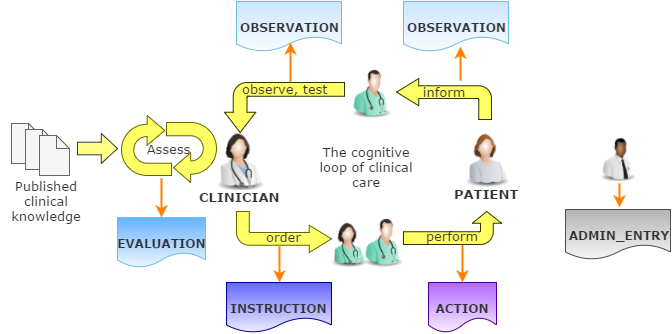 OBSERVATION
OBSERVATION
observe, test
inform
Assess
The cognitive
loop of clinical
care
Published
clinical
knowledge
CLINICIAN
PATIENT
order
perform
EVALUATION
ADMIN_ENTRY
INSTRUCTION
ACTION